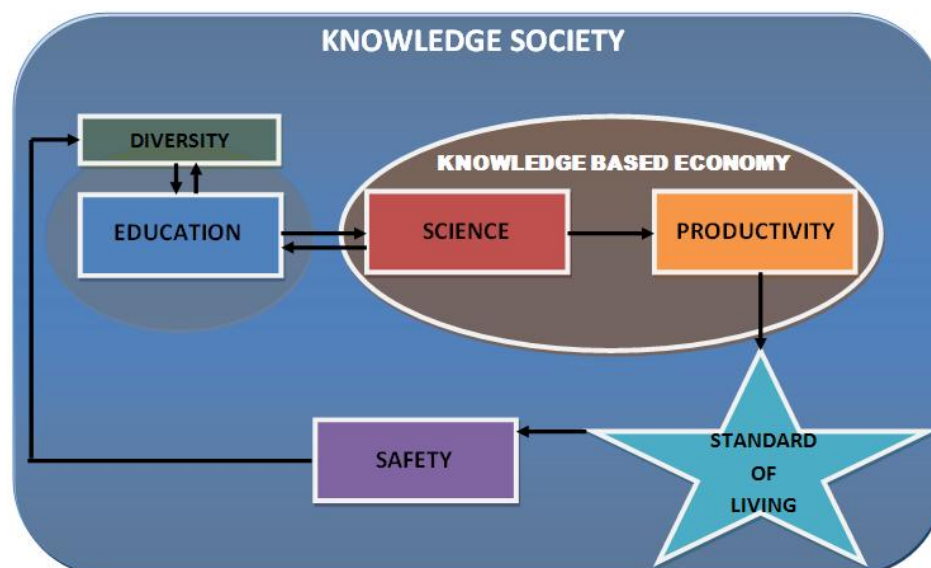 KNOWLEDGE SOCIETY
DIVERSITY
KNOWLEDGE BASED ECONOMY
EDUCATION
SCIENCE
PRODUCTIVITY
SAFETY
STANDARD
OF
LIVING